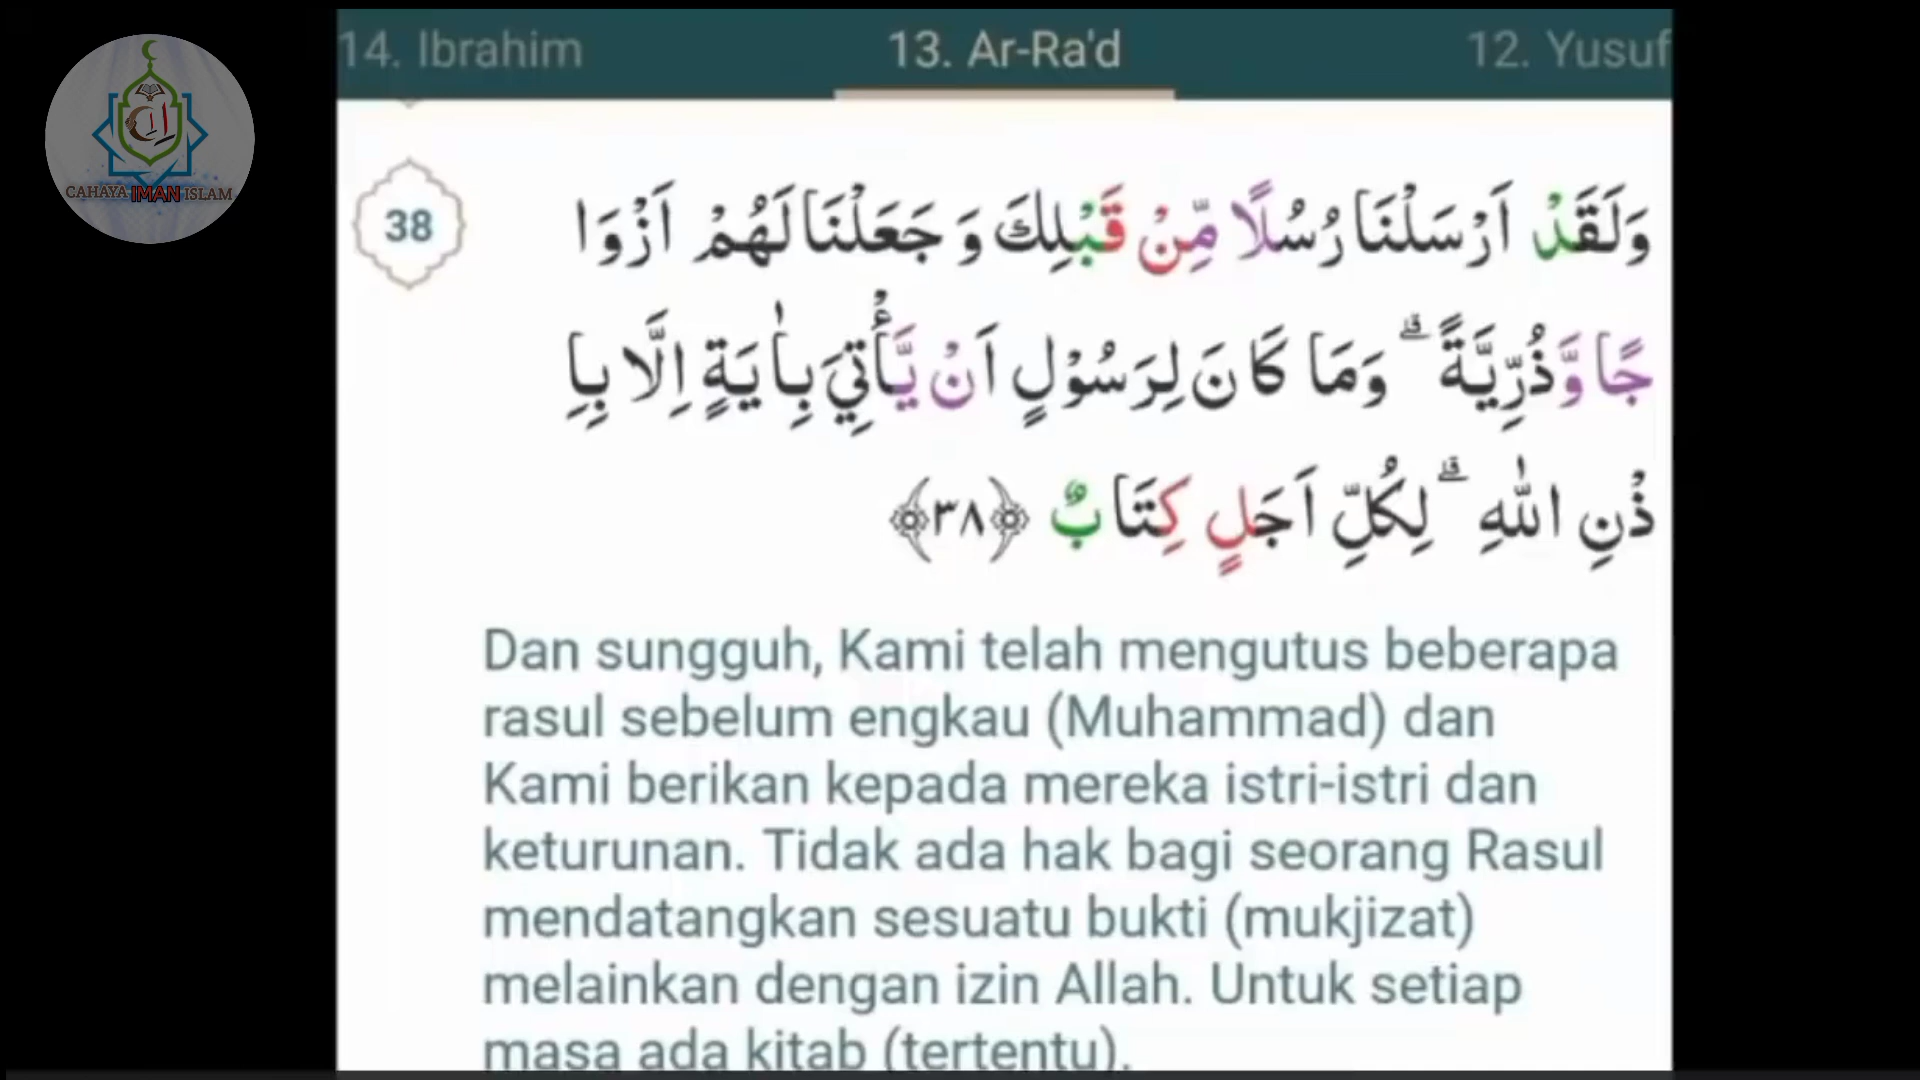 14. Ibrahim
13. Ar-Ra'd
12. Yusuf
CAHAYA IMAN ISLAM
38
وَلَقَدْ اَرْسَلْنَا رُسُلًا مِّنْ قَبْلِكَ وَ جَعَلْنَا لَهُمْ اَزْوَا
جًا وَّذُرِّيَّةً ۗ وَمَا كَا نَ لِرَسُوْلٍ اَ نْ يَّأْتِيَ بِاٰ يَةٍ اِلَّا بِاِ
ذْنِ اللّٰهِ ۗ لِكُلِّ اَجَلٍ كِتَا بٌ ﴿٣٨﴾
Dan sungguh, Kami telah mengutus beberapa
rasul sebelum engkau (Muhammad) dan
Kami berikan kepada mereka istri-istri dan
keturunan. Tidak ada hak bagi seorang Rasul
mendatangkan sesuatu bukti (mukjizat)
melainkan dengan izin Allah. Untuk setiap
masa ada kitab (tertentu).